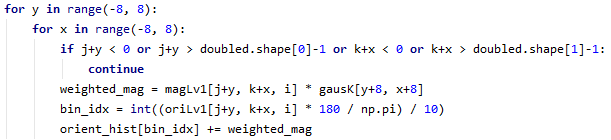 for y in range(-8, 8):
    for x in range(-8, 8):
        if j+y < 0 or j+y > doubled.shape[0]-1 or k+x < 0 or k+x > doubled.shape[1]-1:
            continue
        weighted_mag = magLv1[j+y, k+x, i] * gausK[y+8, x+8]
        bin_idx = int((oriLv1[j+y, k+x, i] * 180 / np.pi) / 10)
        orient_hist[bin_idx] += weighted_mag